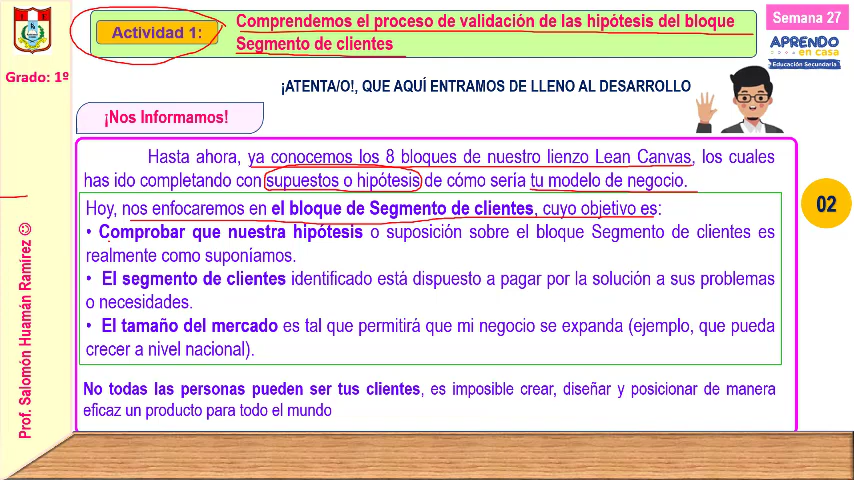 Actividad 1:
Comprendemos el proceso de validación de las hipótesis del bloque
Segmento de clientes
Semana 27
APRENDO
en casa
Educación Secundaria
Grado: 1º
¡ATENTA/O!, QUE AQUÍ ENTRAMOS DE LLENO AL DESARROLLO
¡Nos Informamos!
Hasta ahora, ya conocemos los 8 bloques de nuestro lienzo Lean Canvas, los cuales
has ido completando con supuestos o hipótesis de cómo sería tu modelo de negocio.
Hoy, nos enfocaremos en el bloque de Segmento de clientes, cuyo objetivo es:
• Comprobar que nuestra hipótesis o suposición sobre el bloque Segmento de clientes es
realmente como suponíamos.
• El segmento de clientes identificado está dispuesto a pagar por la solución a sus problemas
o necesidades.
• El tamaño del mercado es tal que permitirá que mi negocio se expanda (ejemplo, que pueda
crecer a nivel nacional).
No todas las personas pueden ser tus clientes, es imposible crear, diseñar y posicionar de manera
eficaz un producto para todo el mundo
02
Prof. Salomón Huamán Ramírez ☺